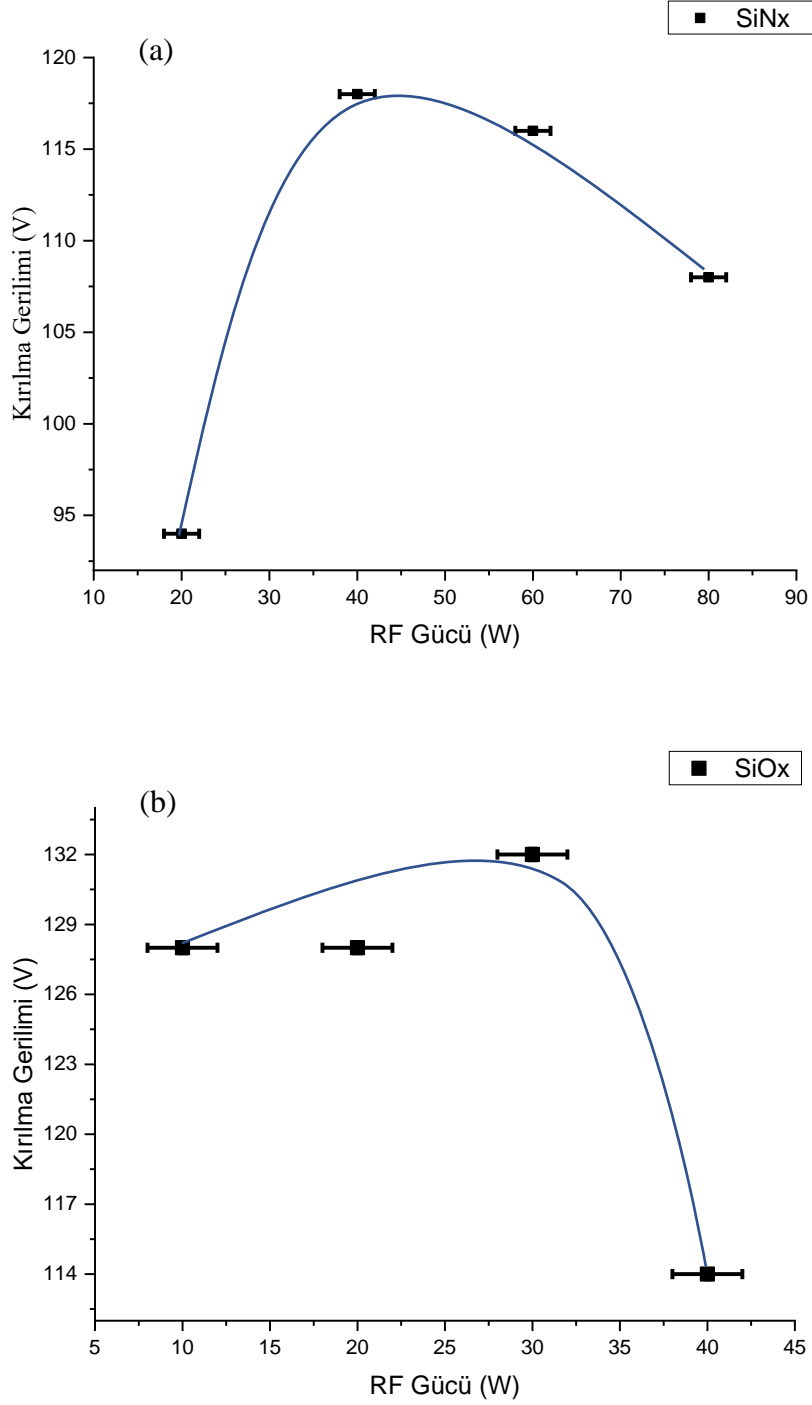 SiNx
(a)
120
115
110
105
100
95
Kırılma Gerilimi (V)
10 20 30 40 50 60 70 80 90
RF Gücü (W)
SiOx
(b)
132
129
126
123
120
117
114
Kırılma Gerilimi (V)
5 10 15 20 25 30 35 40 45
RF Gücü (W)